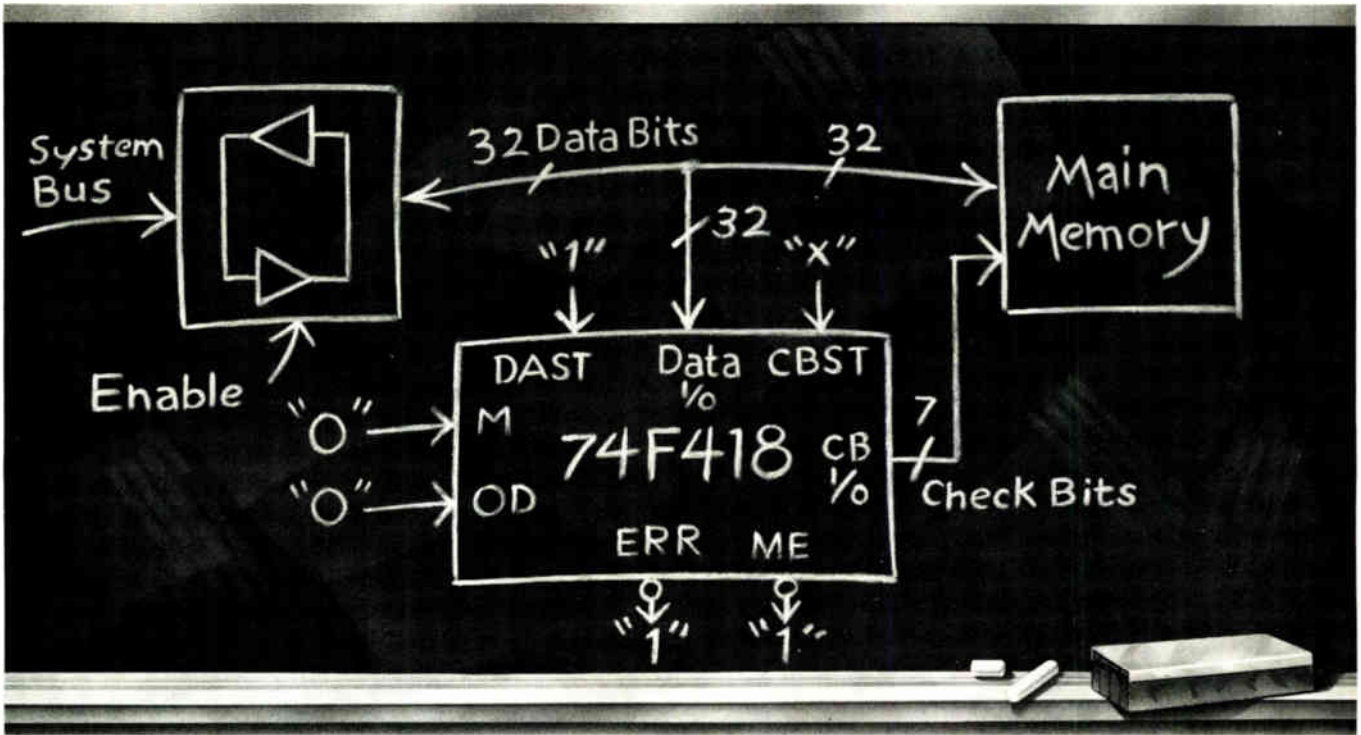 System
Bus
32 Data Bits
32
Main
Memory
32
"1"
"x"
Enable
DAST
Data
I/O
CBST
"0"
M
74F418
CB
I/O
7
"0"
OD
Check Bits
ERR
ME
"1"
"1"